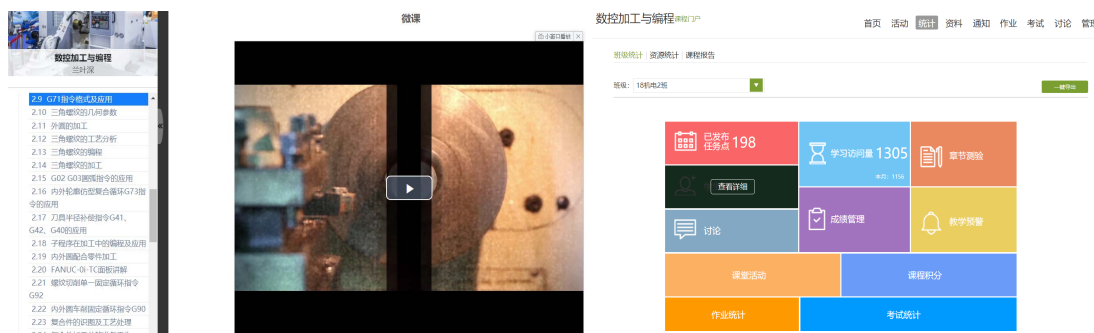 数控加工与编程
兰叶深
2.9 G71指令格式及应用
2.10 三角螺纹的几何参数
2.11 外圆的加工
2.12 三角螺纹的工艺分析
2.13 三角螺纹的编程
2.14 三角螺纹的加工
2.15 G02 G03圆弧指令的应用
2.16 内外轮廓仿型复合循环G73指
令的应用
2.17 刀具半径补偿指令G41、
G42、G40的应用
2.18 子程序在加工中的编程及应用
2.19 内外圆配合零件加工
2.20 FANUC-0i-TC面板讲解
2.21 螺纹切削单一固定循环指令
G92
2.22 内外圆车削固定循环指令G90
2.23 复合件的识图及工艺处理
微课
小窗口播放
数控加工与编程课程门户
首页 活动 统计 资料 通知 作业 考试 讨论 管理
班级统计 资源统计 课程报告
班级: 18机电2班
一键导出
已发布
任务点 198
学习访问量 1305
本月: 1156
章节测验
查看详细
讨论
成绩管理
教学预警
课堂活动
课程积分
作业统计
考试统计